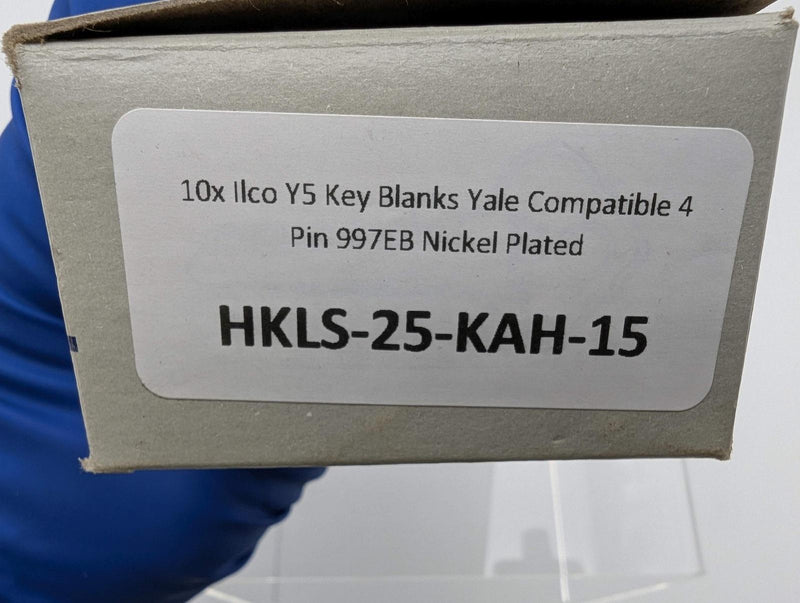 10x Ilco Y5 Key Blanks Yale Compatible 4
Pin 997EB Nickel Plated
HKLS-25-KAH-15